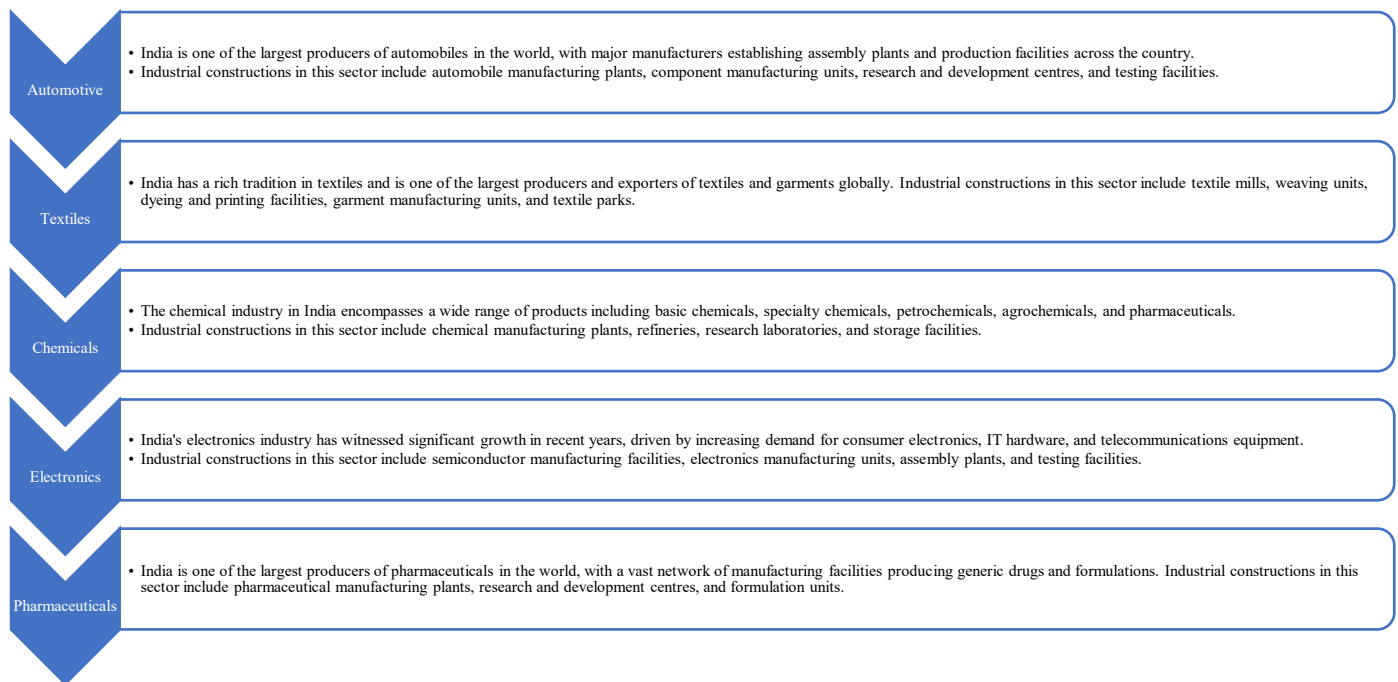 Automotive
• India is one of the largest producers of automobiles in the world, with major manufacturers establishing assembly plants and production facilities across the country.
• Industrial constructions in this sector include automobile manufacturing plants, component manufacturing units, research and development centres, and testing facilities.
Textiles
• India has a rich tradition in textiles and is one of the largest producers and exporters of textiles and garments globally. Industrial constructions in this sector include textile mills, weaving units,
dyeing and printing facilities, garment manufacturing units, and textile parks.
Chemicals
• The chemical industry in India encompasses a wide range of products including basic chemicals, specialty chemicals, petrochemicals, agrochemicals, and pharmaceuticals.
• Industrial constructions in this sector include chemical manufacturing plants, refineries, research laboratories, and storage facilities.
Electronics
• India's electronics industry has witnessed significant growth in recent years, driven by increasing demand for consumer electronics, IT hardware, and telecommunications equipment.
• Industrial constructions in this sector include semiconductor manufacturing facilities, electronics manufacturing units, assembly plants, and testing facilities.
Pharmaceuticals
• India is one of the largest producers of pharmaceuticals in the world, with a vast network of manufacturing facilities producing generic drugs and formulations. Industrial constructions in this
sector include pharmaceutical manufacturing plants, research and development centres, and formulation units.